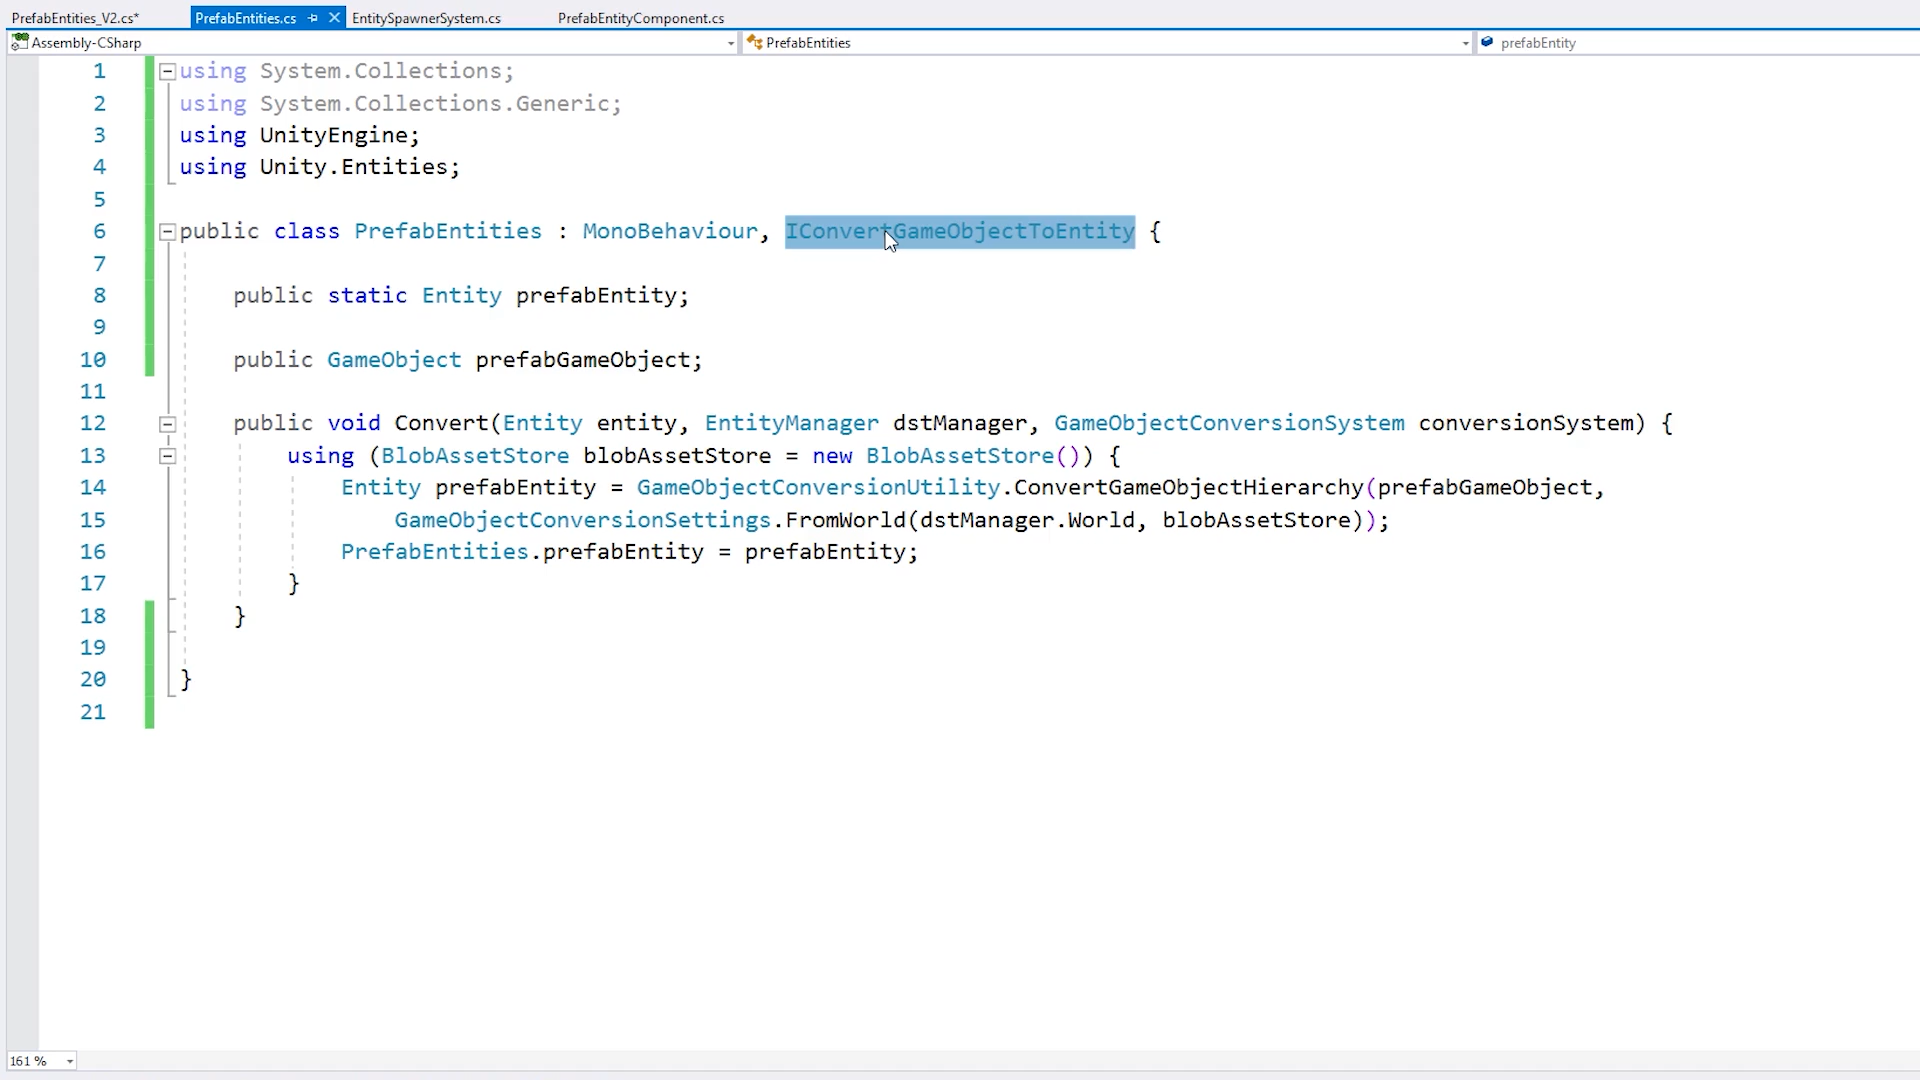 PrefabEntities_V2.cs* PrefabEntities.cs EntitySpawnerSystem.cs PrefabEntityComponent.cs
Assembly-CSharp PrefabEntities prefabEntity
1 using System.Collections;
2 using System.Collections.Generic;
3 using UnityEngine;
4 using Unity.Entities;
5
6 public class PrefabEntities : MonoBehaviour, IConvertGameObjectToEntity {
7
8 public static Entity prefabEntity;
9
10 public GameObject prefabGameObject;
11
12 public void Convert(Entity entity, EntityManager dstManager, GameObjectConversionSystem conversionSystem) {
13 using (BlobAssetStore blobAssetStore = new BlobAssetStore()) {
14 Entity prefabEntity = GameObjectConversionUtility.ConvertGameObjectHierarchy(prefabGameObject,
15 GameObjectConversionSettings.FromWorld(dstManager.World, blobAssetStore));
16 PrefabEntities.prefabEntity = prefabEntity;
17 }
18 }
19
20 }
21
161 %